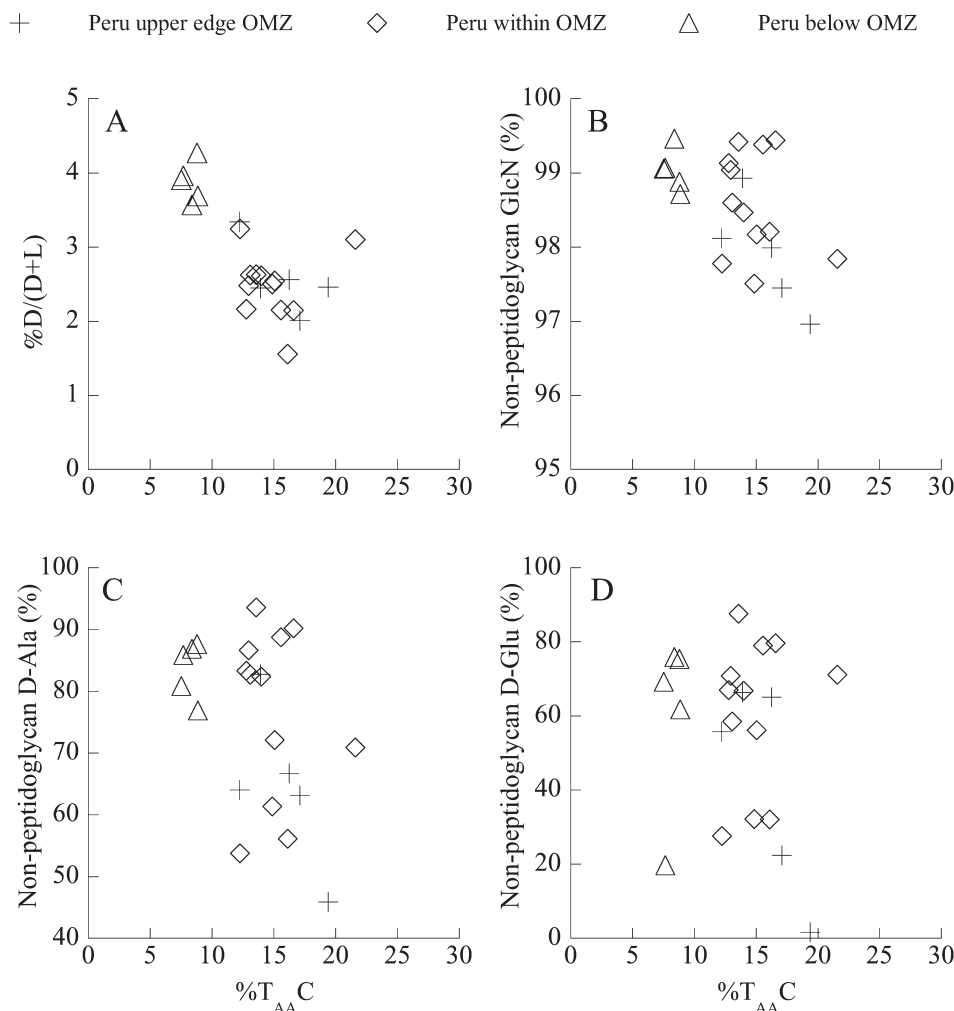 Peru upper edge OMZ Peru within OMZ Peru below OMZ
A
%D/(D+L)
5
4
3
2
1
0
0 5 10 15 20 25 30
B
Non-peptidoglycan GlcN (%)
100
99
98
97
96
95
0 5 10 15 20 25 30
C
Non-peptidoglycan D-Ala (%)
100
90
80
70
60
50
40
0 5 10 15 20 25 30
%T_AA C
D
Non-peptidoglycan D-Glu (%)
100
80
60
40
20
0
0 5 10 15 20 25 30
%T_AA C